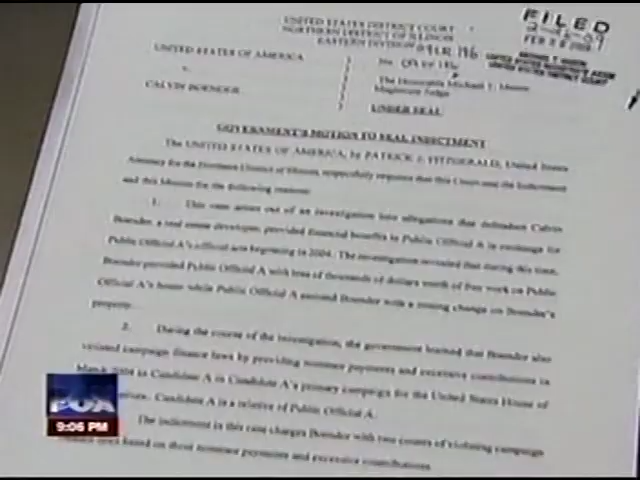 UNITED STATES DISTRICT COURT
NORTHERN DISTRICT OF ILLINOIS
EASTERN DIVISION
FILED
UNITED STATES OF AMERICA
v.
CALVIN BOENDER
No.
The Honorable Michael T. Mason
Magistrate Judge
UNDER SEAL
GOVERNMENT'S MOTION TO SEAL INDICTMENT
The UNITED STATES OF AMERICA, by PATRICK J. FITZGERALD, United States
Attorney for the Northern District of Illinois, respectfully requests that this Court seal the Indictment
and this Motion for the following reasons:
1. This case arises out of an investigation into allegations that defendant Calvin
Boender, a real estate developer, provided financial benefits to Public Official A in exchange for
Public Official A's official acts beginning in 2004. The investigation revealed that during this time,
Boender provided Public Official A with tens of thousands of dollars worth of free work on Public
Official A's house while Public Official A assisted Boender with a zoning change on Boender's
property.
2. During the course of the investigation, the government learned that Boender also
violated campaign finance laws by providing nominee payments and excessive contributions in
March 2004 to Candidate A in Candidate A's primary campaign for the United States House of
Candidate A is a relative of Public Official A.
The indictment in this case charges Boender with two counts of violating campaign
based on those nominee payments and excessive contributions.
FOX
9:06 PM